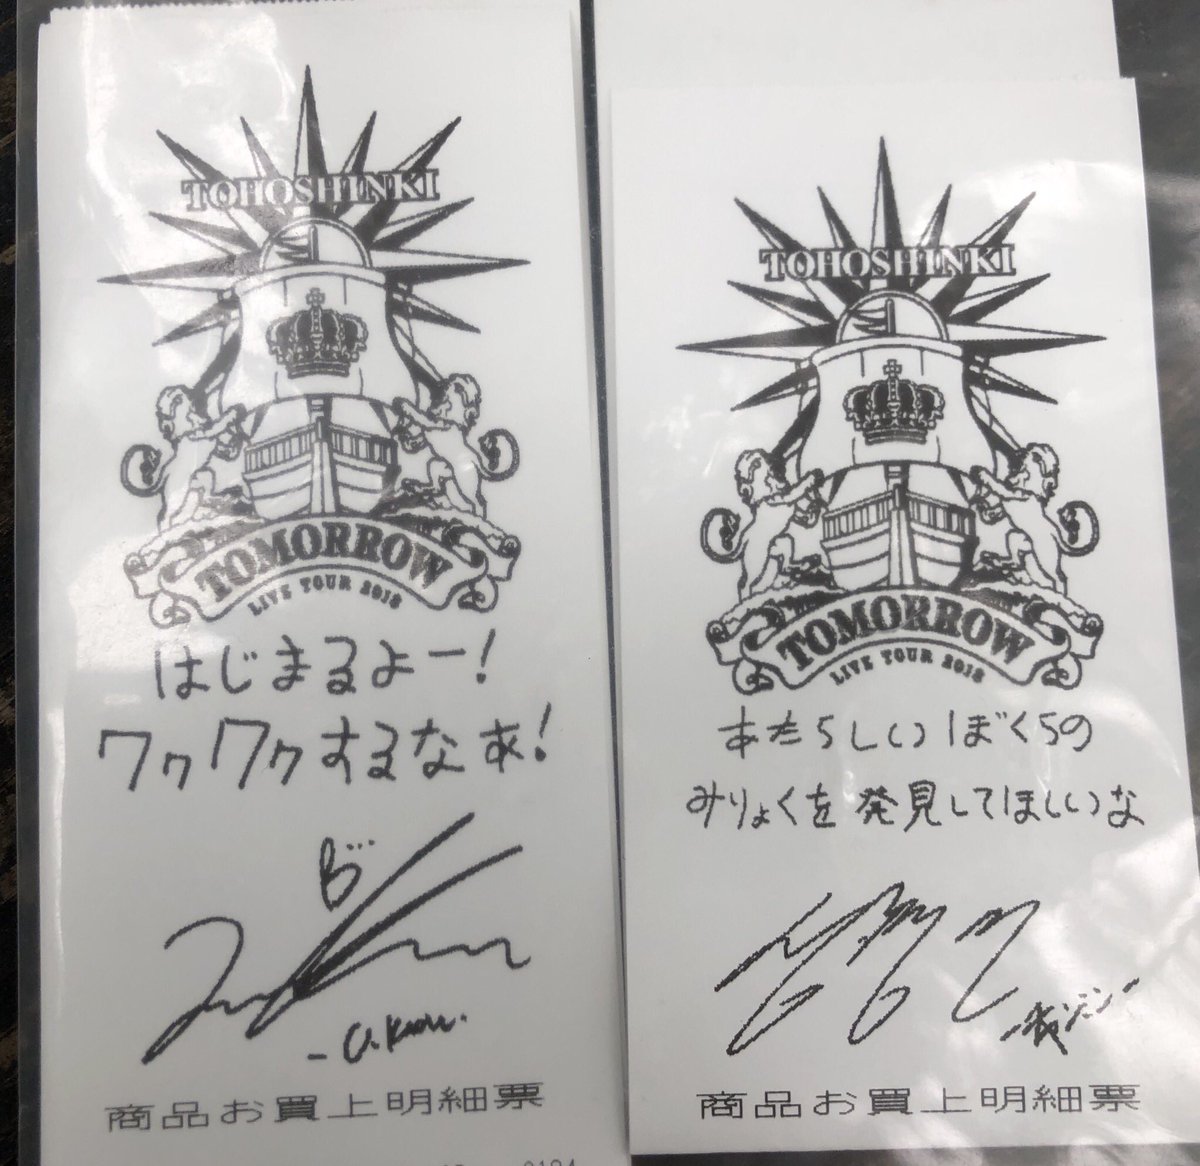 TOHOSHINKI
TOMORROW
LIVE TOUR 2018
はじまるよー!
ワクワクするなぁ!
U.Know.
商品お買上明細票
TOHOSHINKI
TOMORROW
LIVE TOUR 2018
あたらしいぼくらの
みりょくを発見してほしいな
商品お買上明細票